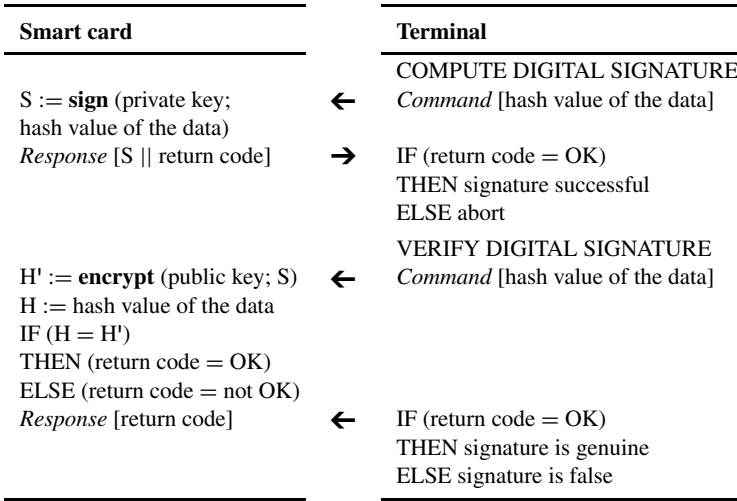 Smart card Terminal
COMPUTE DIGITAL SIGNATURE
S := sign (private key; ← Command [hash value of the data]
hash value of the data)
Response [S || return code] → IF (return code = OK)
THEN signature successful
ELSE abort
VERIFY DIGITAL SIGNATURE
H' := encrypt (public key; S) ← Command [hash value of the data]
H := hash value of the data
IF (H = H')
THEN (return code = OK)
ELSE (return code = not OK)
Response [return code] ← IF (return code = OK)
THEN signature is genuine
ELSE signature is false